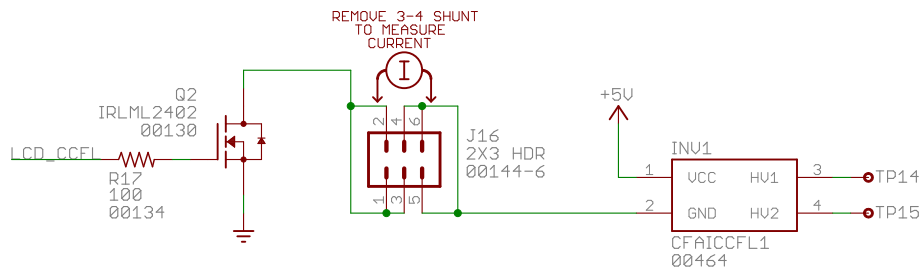 REMOVE 3-4 SHUNT
TO MEASURE
CURRENT
I
Q2
IRLML2402
00130
LCD_CCFL
R17
100
00134
2
4
6
1
3
5
J16
2X3 HDR
00144-6
+5V
INV1
1
VCC
HV1
3
TP14
2
GND
HV2
4
TP15
CFAICCFL1
00464